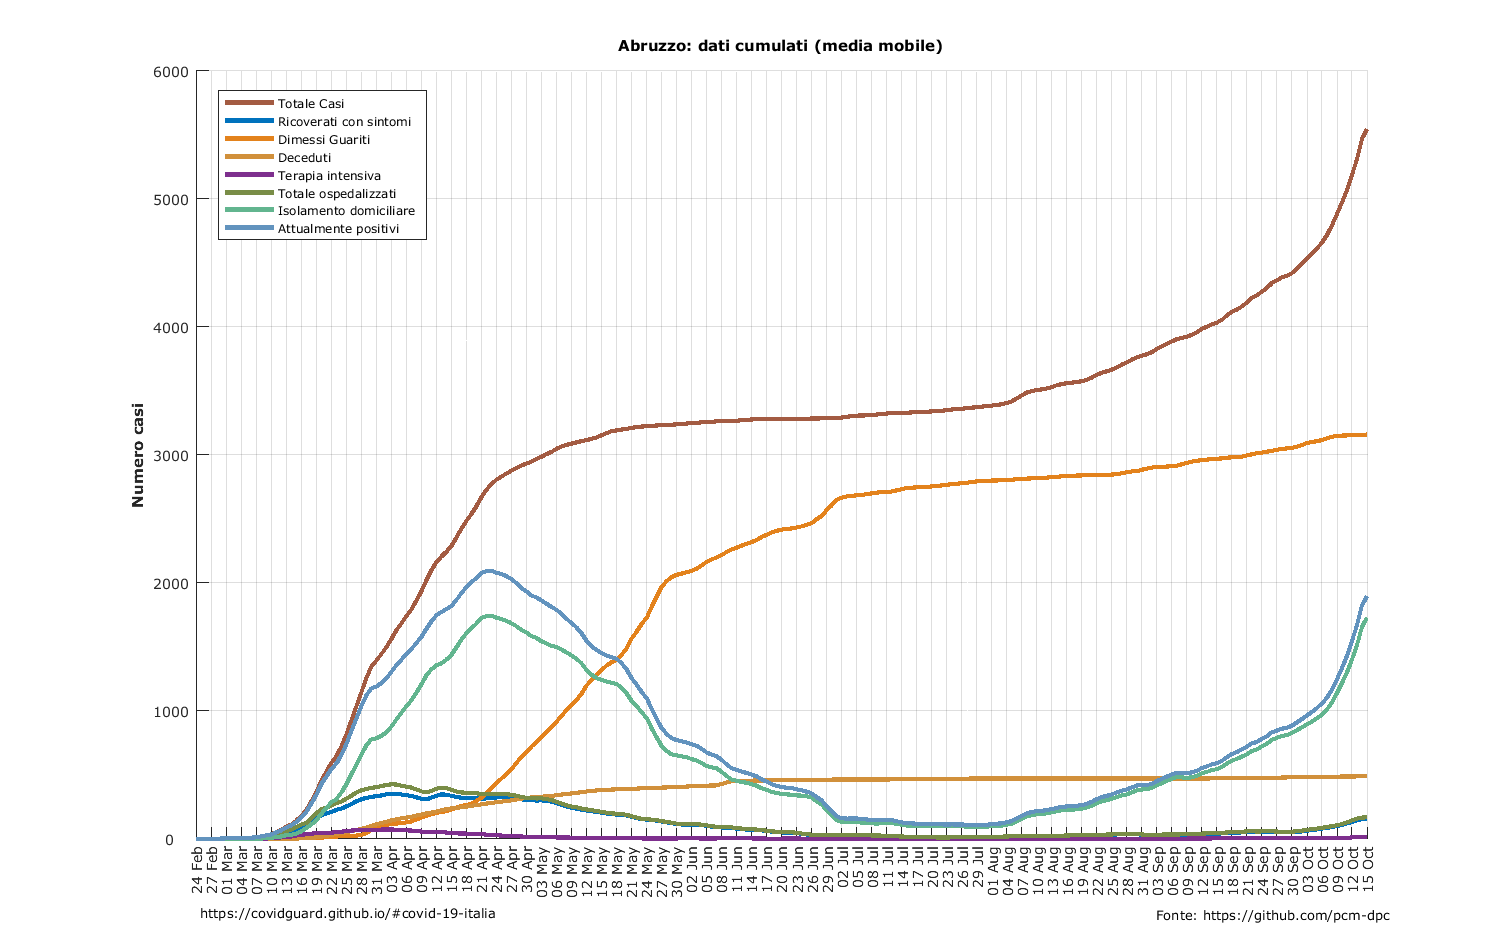 Abruzzo: dati cumulati (media mobile)
6000
5000
4000
3000
2000
1000
0
Numero casi
Totale Casi
Ricoverati con sintomi
Dimessi Guariti
Deceduti
Terapia intensiva
Totale ospedalizzati
Isolamento domiciliare
Attualmente positivi
24 Feb
27 Feb
01 Mar
04 Mar
07 Mar
10 Mar
13 Mar
16 Mar
19 Mar
22 Mar
25 Mar
28 Mar
31 Mar
03 Apr
06 Apr
09 Apr
12 Apr
15 Apr
18 Apr
21 Apr
24 Apr
27 Apr
30 Apr
03 May
06 May
09 May
12 May
15 May
18 May
21 May
24 May
27 May
30 May
02 Jun
05 Jun
08 Jun
11 Jun
14 Jun
17 Jun
20 Jun
23 Jun
26 Jun
29 Jun
02 Jul
05 Jul
08 Jul
11 Jul
14 Jul
17 Jul
20 Jul
23 Jul
26 Jul
29 Jul
01 Aug
04 Aug
07 Aug
10 Aug
13 Aug
16 Aug
19 Aug
22 Aug
25 Aug
28 Aug
31 Aug
03 Sep
06 Sep
09 Sep
12 Sep
15 Sep
18 Sep
21 Sep
24 Sep
27 Sep
30 Sep
03 Oct
06 Oct
09 Oct
12 Oct
15 Oct
https://covidguard.github.io/#covid-19-italia
Fonte: https://github.com/pcm-dpc